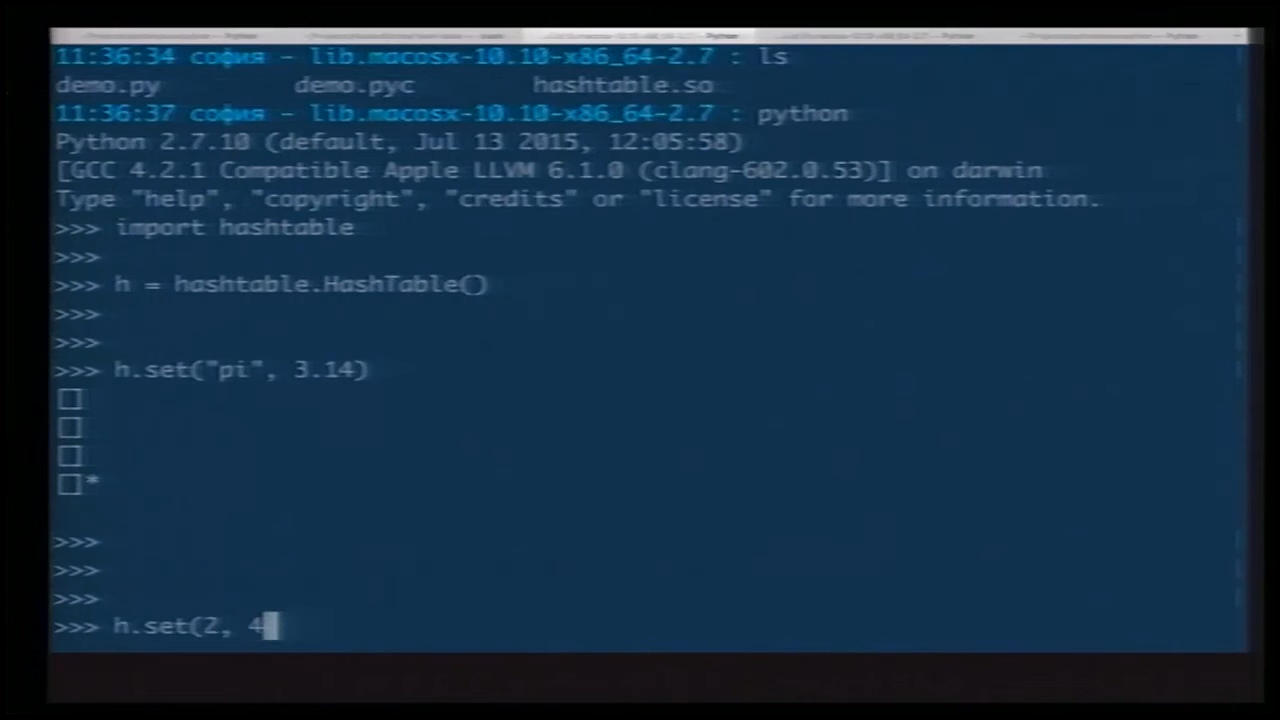 11:36:34 софия - lib.macosx-10.10-x86_64-2.7 : ls
demo.py demo.pyc hashtable.so
11:36:37 софия - lib.macosx-10.10-x86_64-2.7 : python
Python 2.7.10 (default, Jul 13 2015, 12:05:58)
[GCC 4.2.1 Compatible Apple LLVM 6.1.0 (clang-602.0.53)] on darwin
Type "help", "copyright", "credits" or "license" for more information.
>>> import hashtable
>>>
>>> h = hashtable.HashTable()
>>>
>>>
>>> h.set("pi", 3.14)
[]
[]
[]
[]*
>>>
>>>
>>>
>>> h.set(2, 4